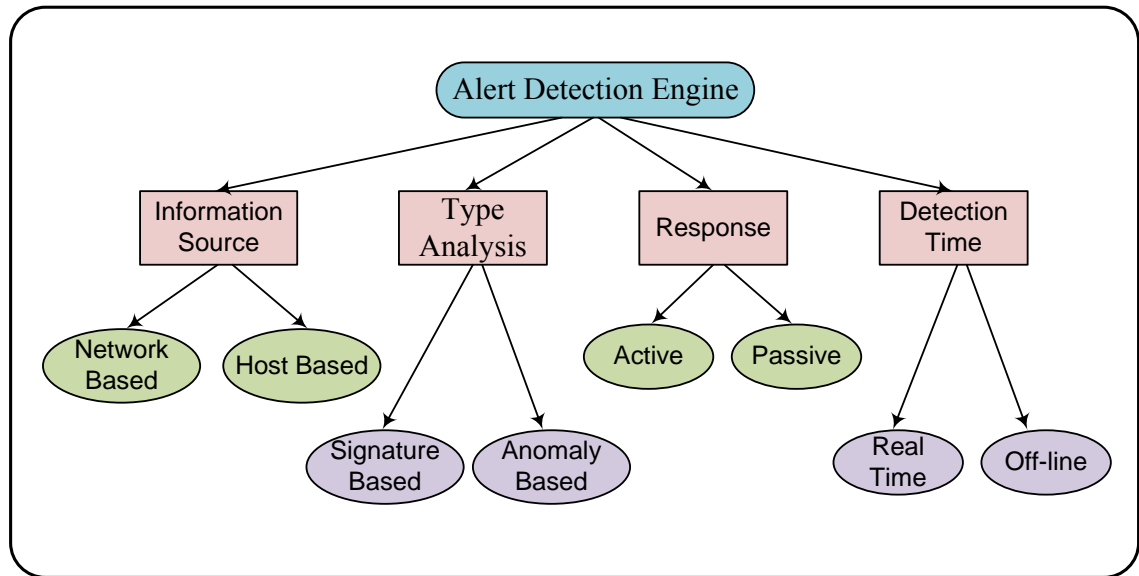 Alert Detection Engine
Information
Source
Type
Analysis
Response
Detection
Time
Network
Based
Host Based
Active
Passive
Signature
Based
Anomaly
Based
Real
Time
Off-line